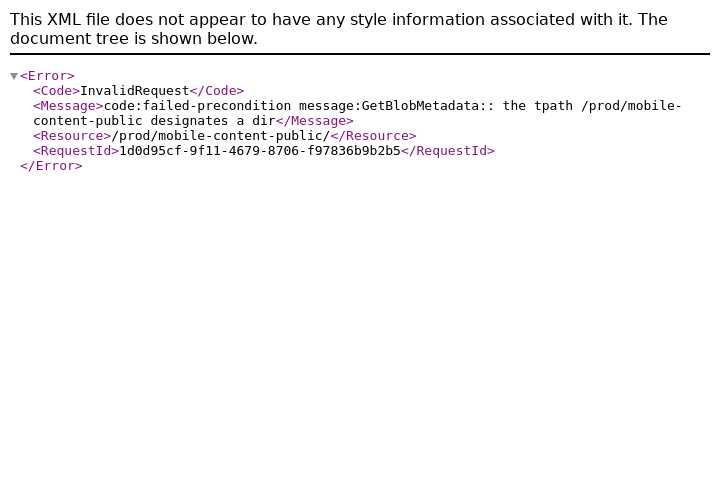 This XML file does not appear to have any style information associated with it. The
document tree is shown below.
<Error>
<Code>InvalidRequest</Code>
<Message>code:failed-precondition message:GetBlobMetadata:: the tpath /prod/mobile-
content-public designates a dir</Message>
<Resource>/prod/mobile-content-public/</Resource>
<RequestId>1d0d95cf-9f11-4679-8706-f97836b9b2b5</RequestId>
</Error>